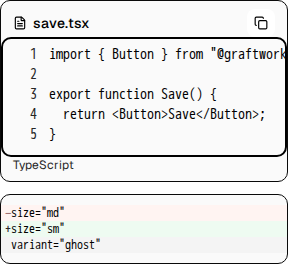 save.tsx
1 import { Button } from "@graftwork
2
3 export function Save() {
4   return <Button>Save</Button>;
5 }
TypeScript
-size="md"
+size="sm"
 variant="ghost"